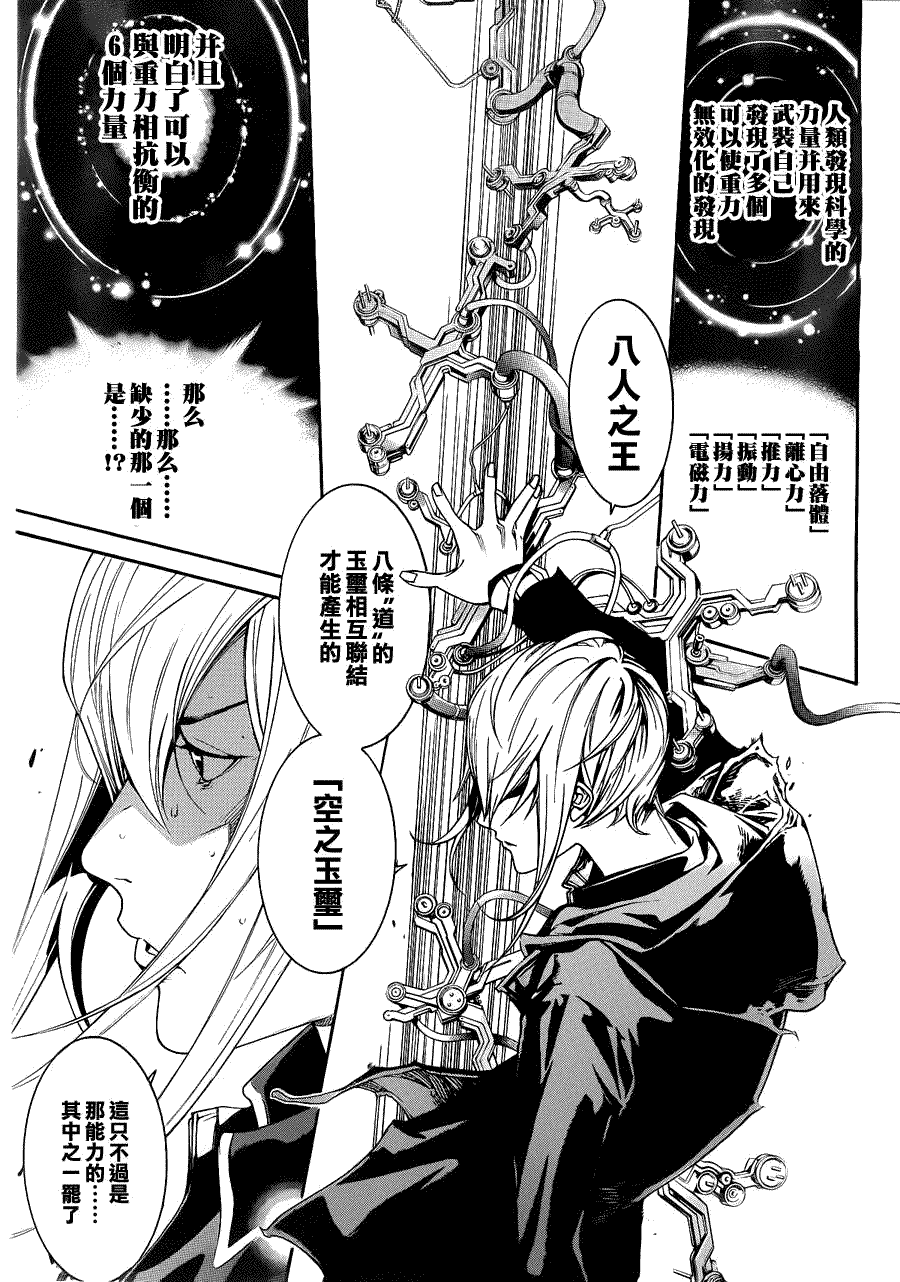 人類發現科學的
力量并用來
武裝自己
發現了多個
可以使重力
無效化的發現
并且
明白了可以
與重力相抗衡的
6個力量
「自由落體」
「離心力」
「推力」
「振動」
「揚力」
「電磁力」
那么
……那么……
缺少的那一個
是……!?
八人之王
八條“道”的
玉璽相互聯結
才能產生的
「空之玉璽」
這只不過是
那能力的……
其中之一罷了